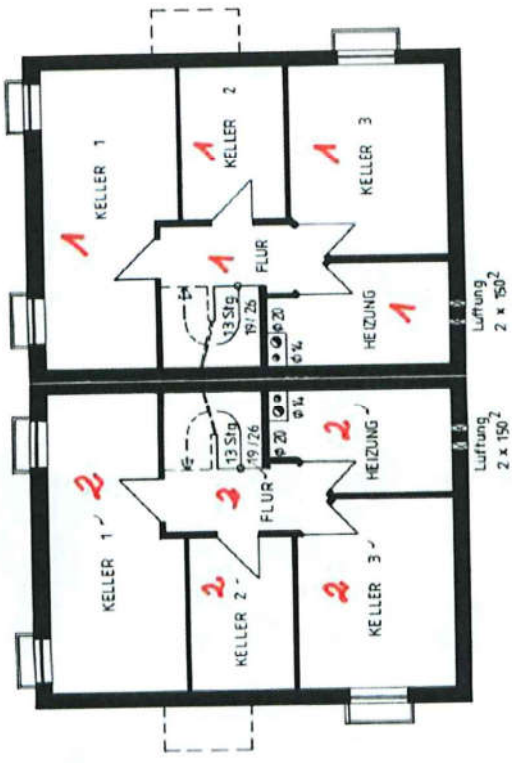 KELLER 1
1
KELLER 2
1
KELLER 3
1
FLUR
1
13 Stg.
19/26
φ 20
φ 14
HEIZUNG
1
Lüftung
2 x 150²
KELLER 1
2
KELLER 2
2
KELLER 3
2
FLUR
2
13 Stg.
19/26
φ 20
φ 14
HEIZUNG
2
Lüftung
2 x 150²